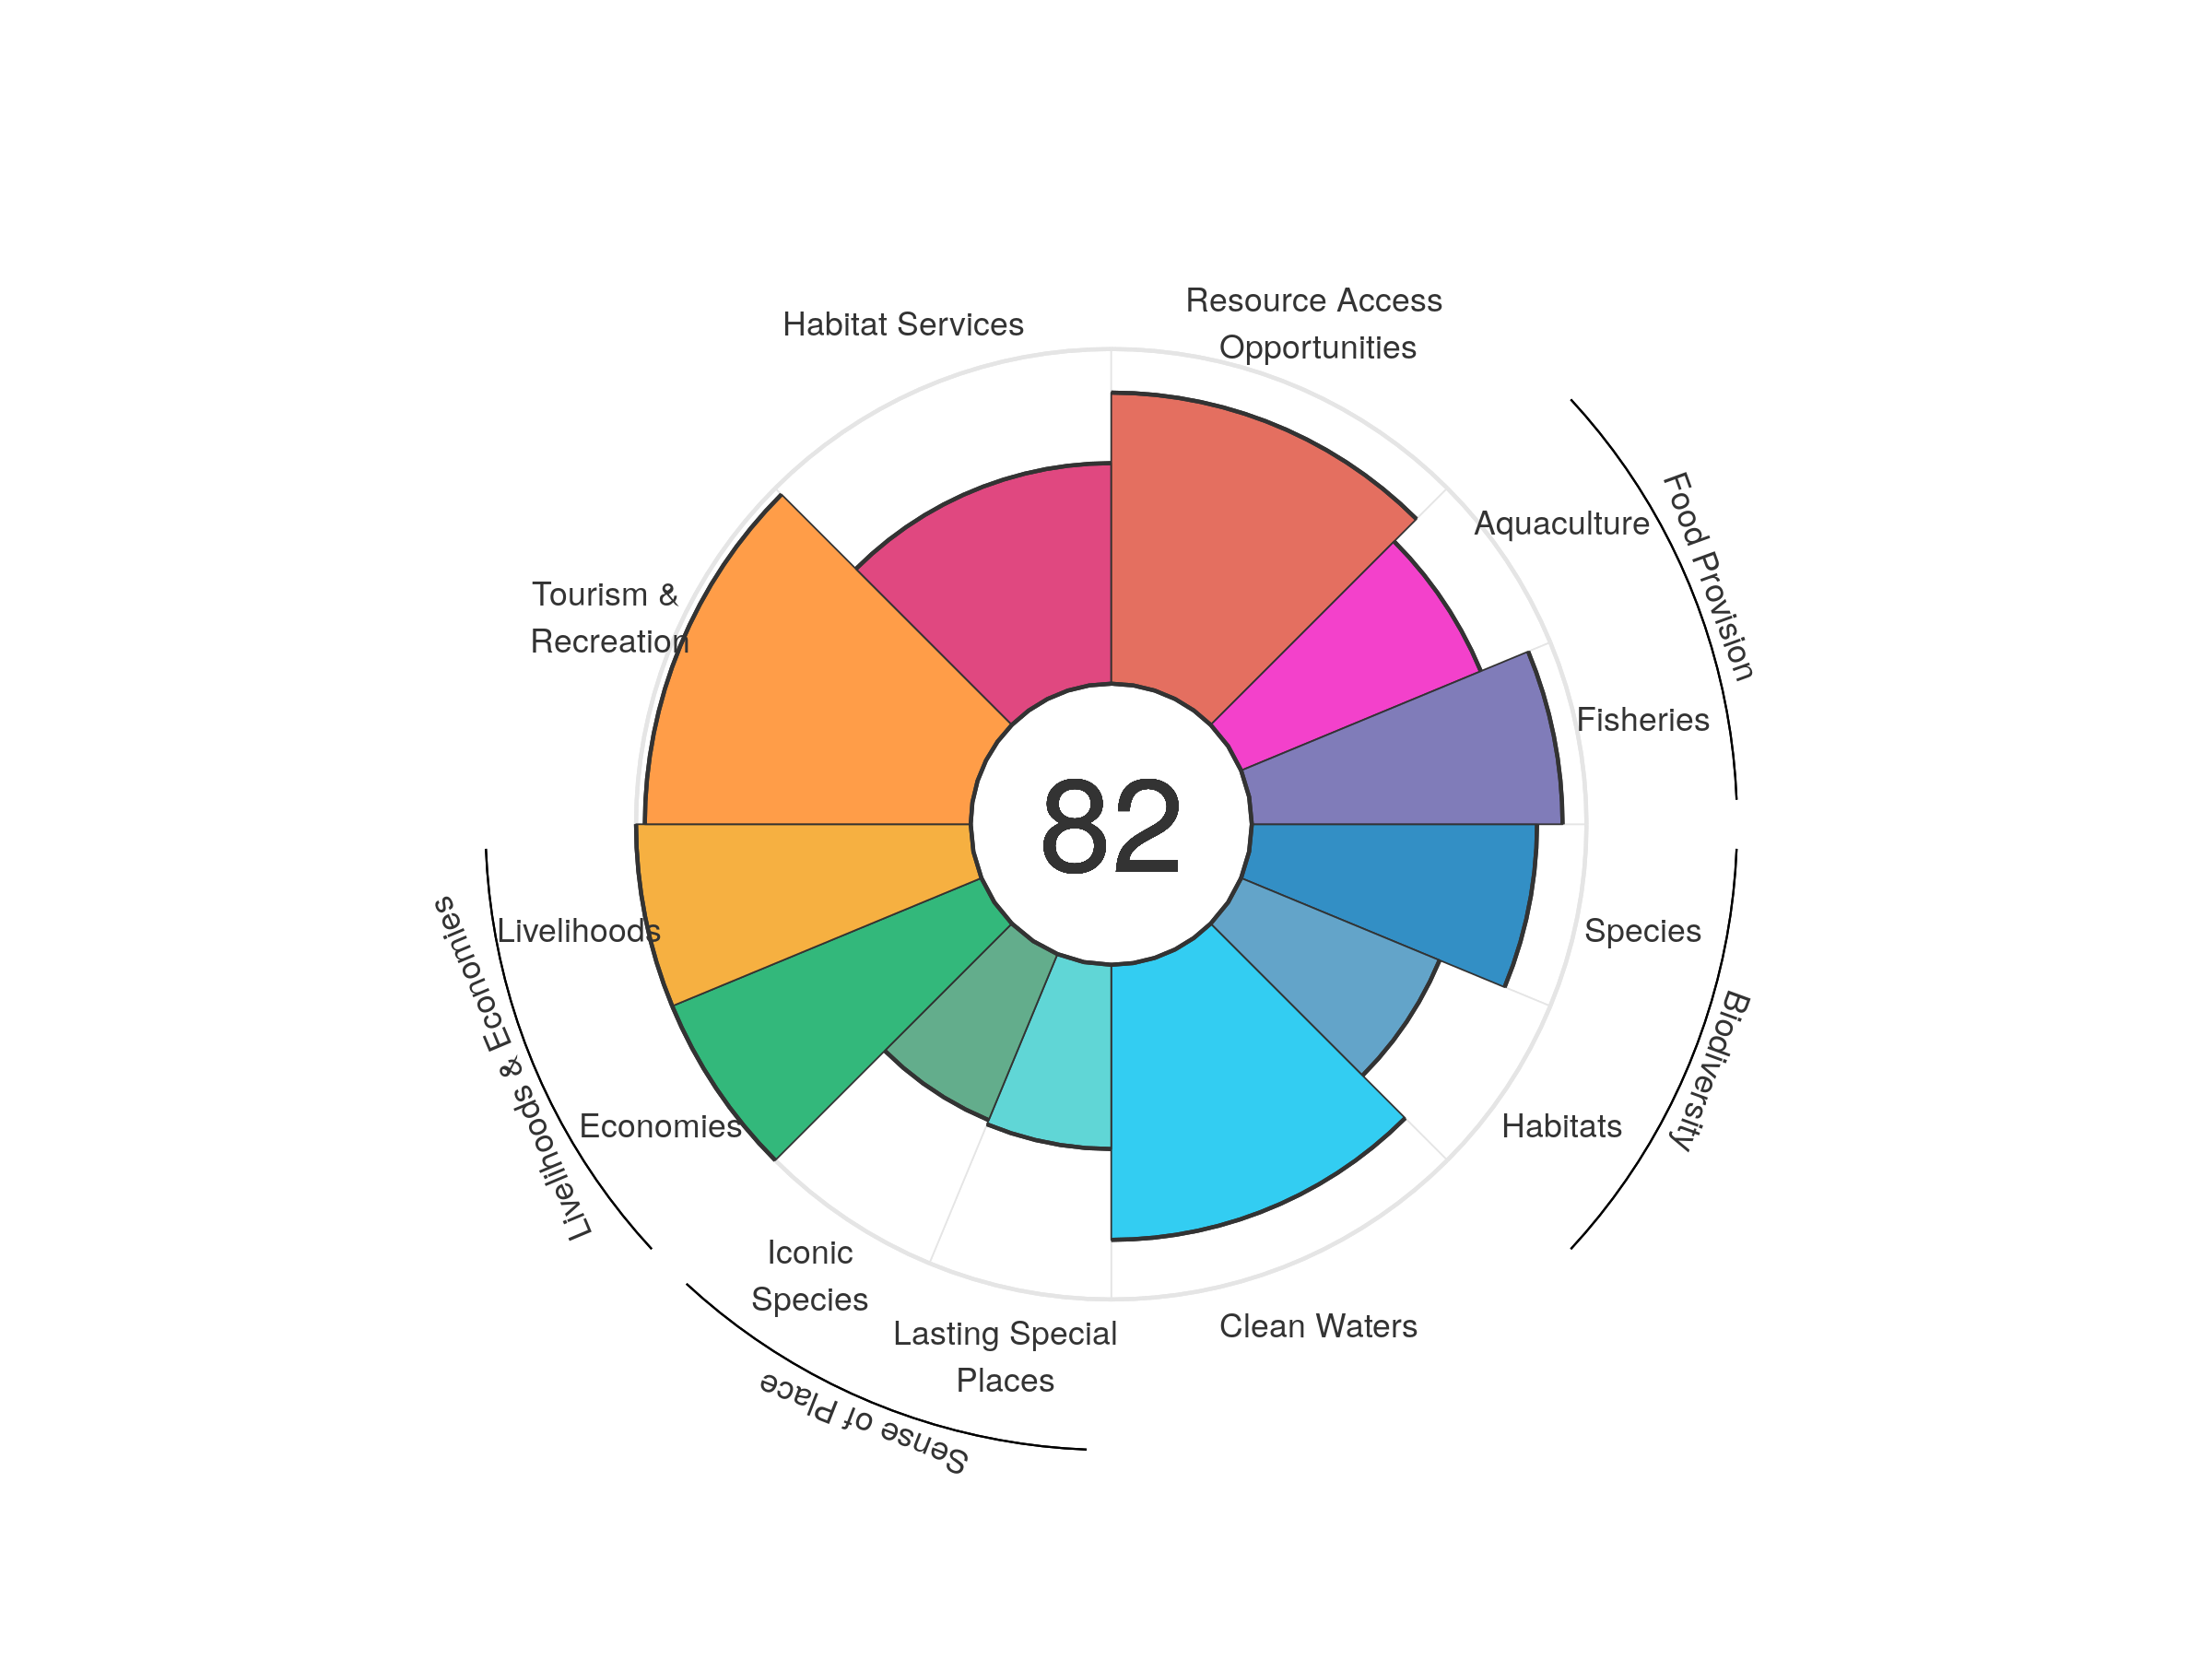 Resource Access
Opportunities
Habitat Services
Aquaculture
Food Provision
Tourism &
Recreation
Fisheries
82
Livelihoods
Species
Livelihoods & Economies
Biodiversity
Economies
Habitats
Iconic
Species
Lasting Special
Places
Clean Waters
Sense of Place